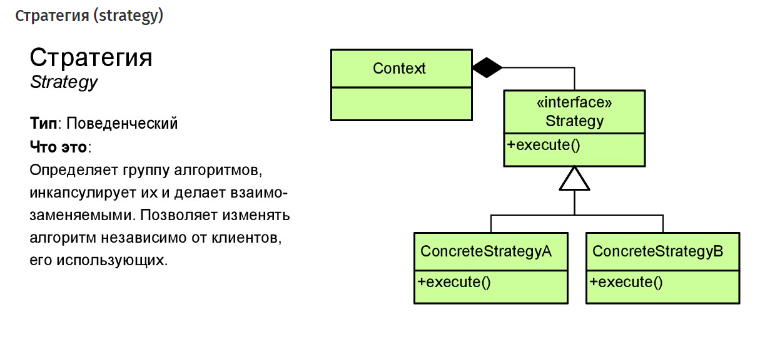 Стратегия (strategy)
Стратегия
Strategy
Тип: Поведенческий
Что это:
Определяет группу алгоритмов,
инкапсулирует их и делает взаимо-
заменяемыми. Позволяет изменять
алгоритм независимо от клиентов,
его использующих.
Context
«interface»
Strategy
+execute()
ConcreteStrategyA
+execute()
ConcreteStrategyB
+execute()